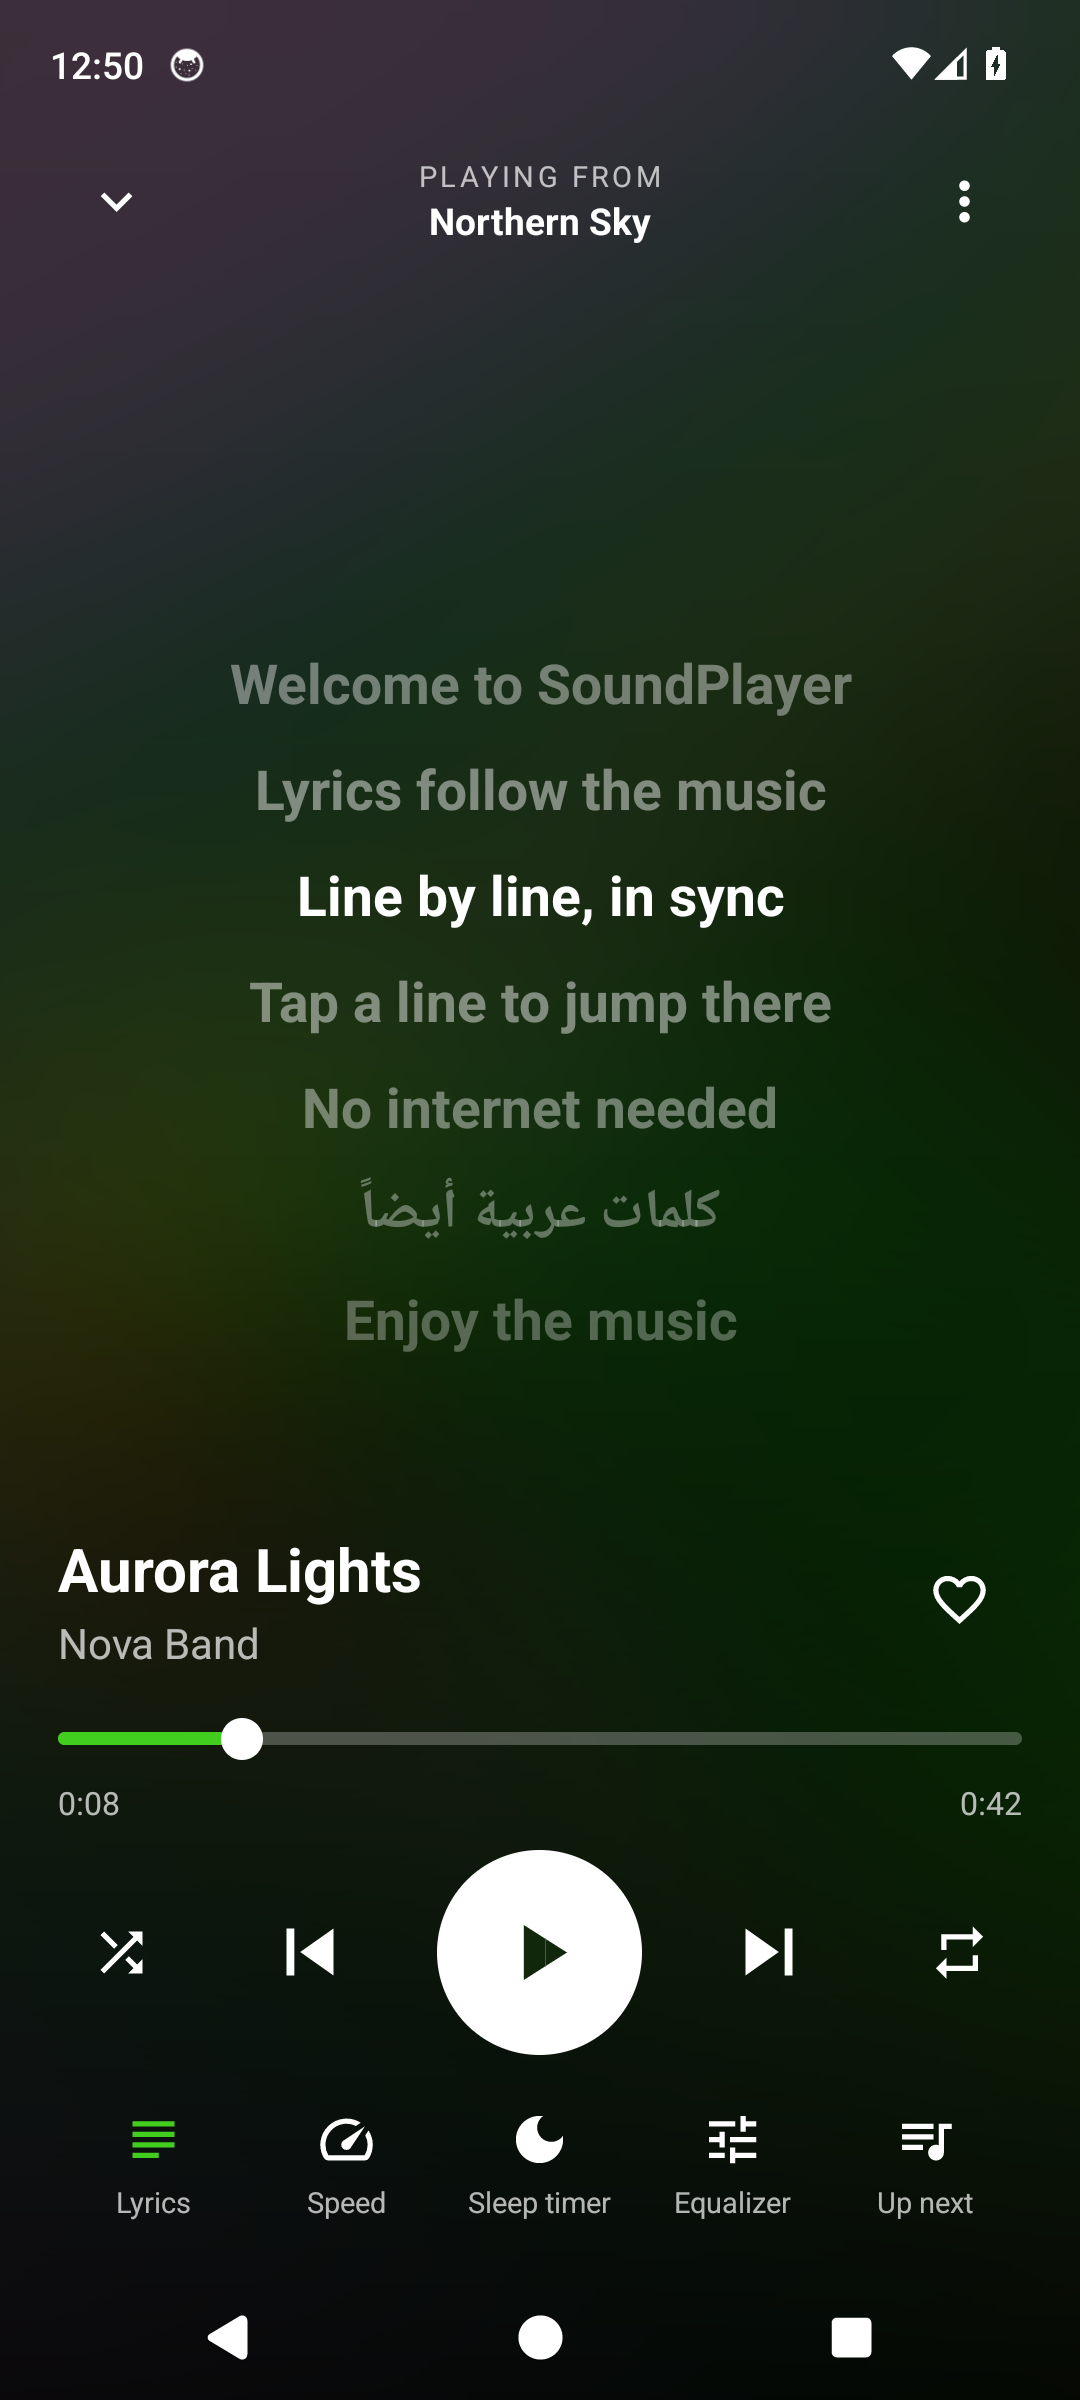 12:50
PLAYING FROM
Northern Sky
Welcome to SoundPlayer
Lyrics follow the music
Line by line, in sync
Tap a line to jump there
No internet needed
كلمات عربية أيضاً
Enjoy the music
Aurora Lights
Nova Band
0:08
0:42
Lyrics
Speed
Sleep timer
Equalizer
Up next